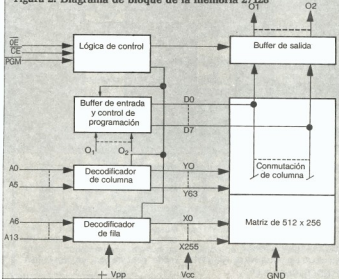 Figura 2. Diagrama de bloque de la memoria 27128
O1 O2
OE
CE
PGM
Lógica de control
Buffer de salida
Buffer de entrada
y control de
programación
D0
D7
O1 O2
Conmutación
de columna
A0
A5
Decodificador
de columna
YO
Y63
Matriz de 512 x 256
A6
A13
Decodificador
de fila
X0
X255
+ Vpp
Vcc
GND